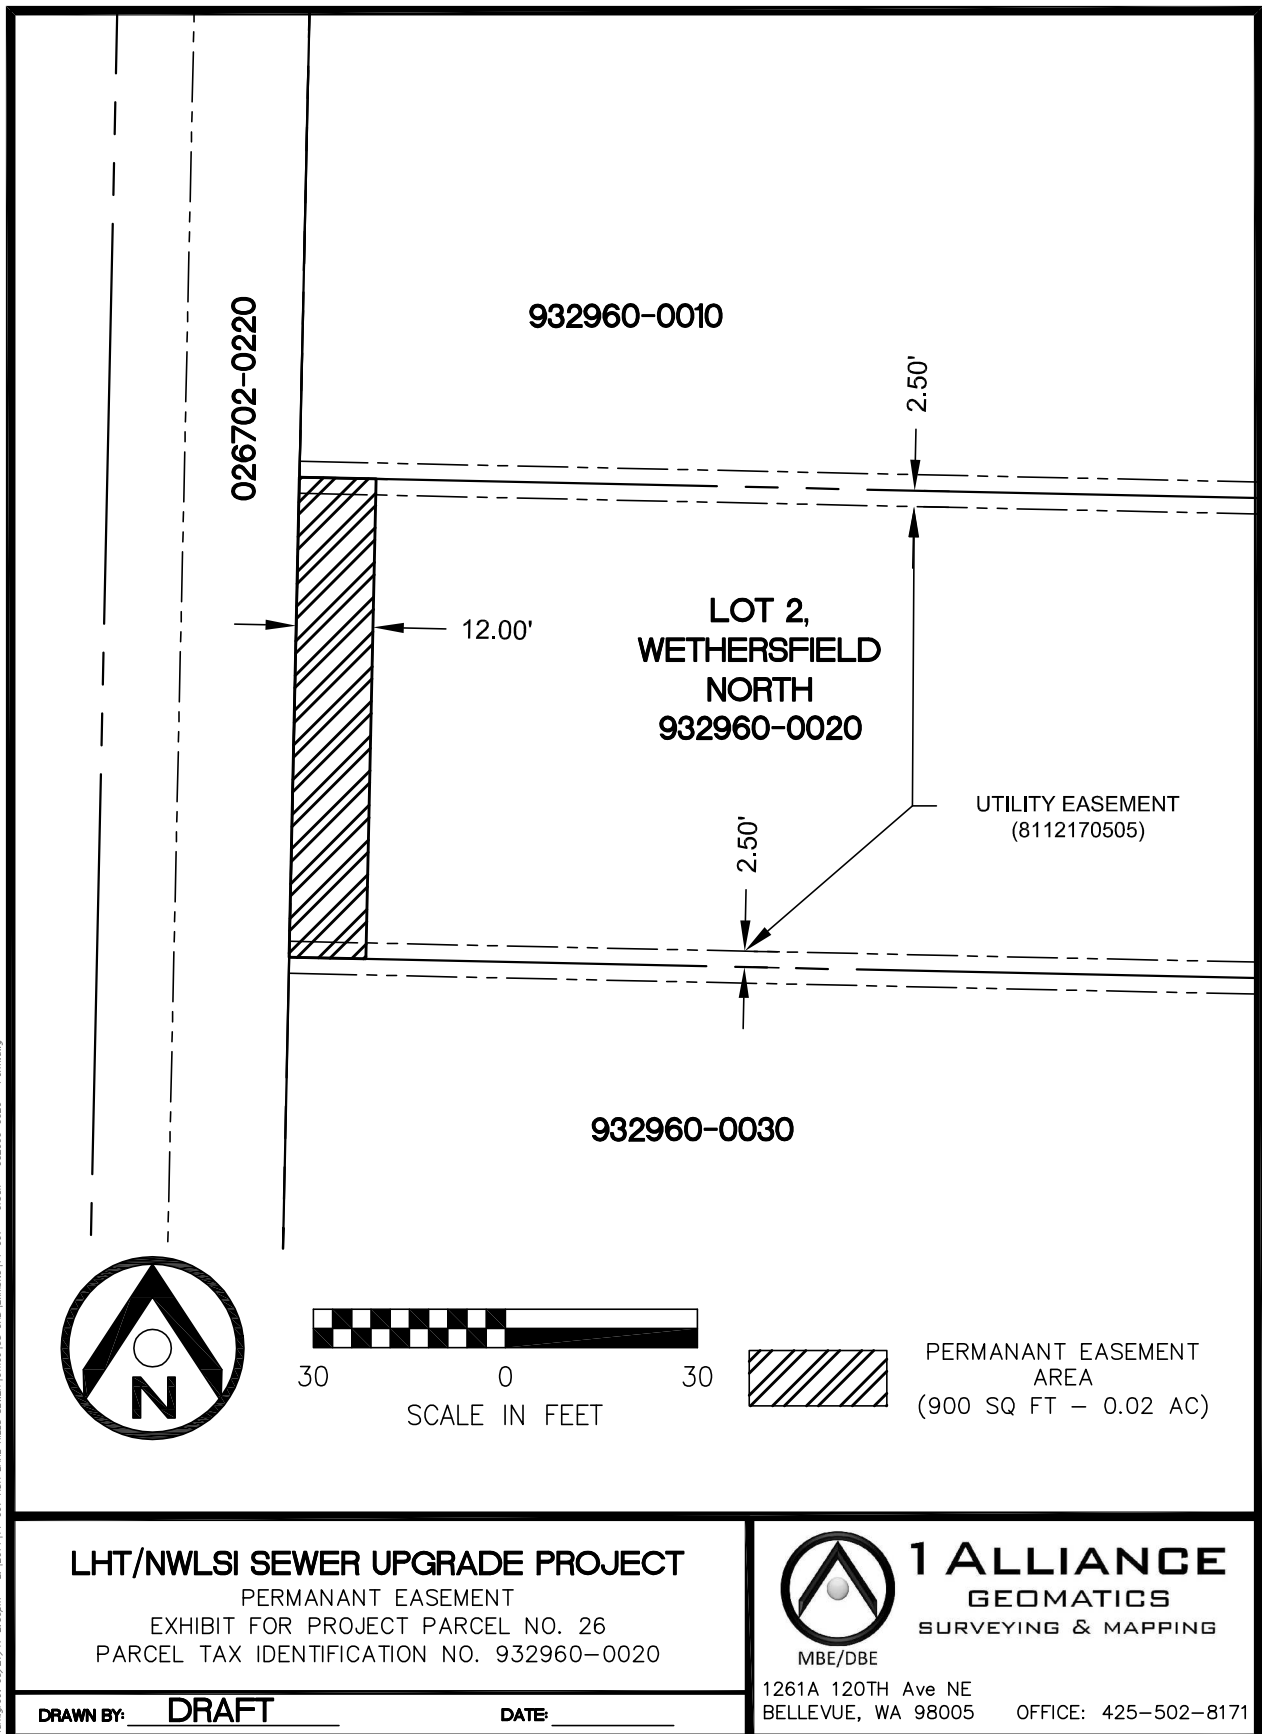 026702-0220
932960-0010
2.50'
12.00'
LOT 2,
WETHERSFIELD
NORTH
932960-0020
UTILITY EASEMENT
(8112170505)
2.50'
932960-0030
N
30 0 30
SCALE IN FEET
PERMANANT EASEMENT
AREA
(900 SQ FT – 0.02 AC)
LHT/NWLSI SEWER UPGRADE PROJECT
PERMANANT EASEMENT
EXHIBIT FOR PROJECT PARCEL NO. 26
PARCEL TAX IDENTIFICATION NO. 932960–0020
DRAWN BY: DRAFT DATE:
1 ALLIANCE
GEOMATICS
SURVEYING & MAPPING
MBE/DBE
1261A 120TH Ave NE
BELLEVUE, WA 98005 OFFICE: 425–502–8171